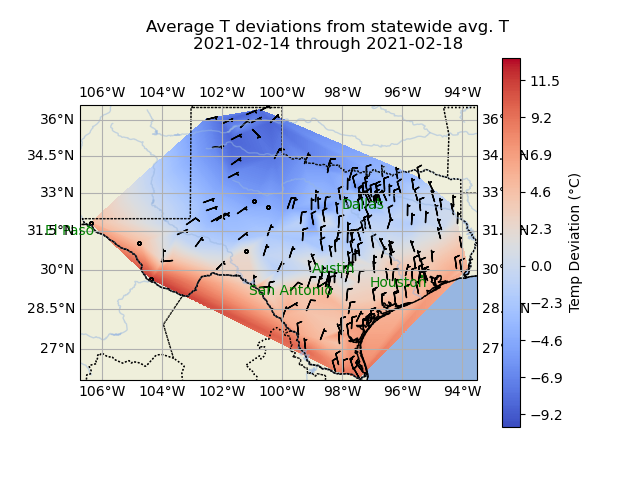 Average T deviations from statewide avg. T
2021-02-14 through 2021-02-18
106°W 104°W 102°W 100°W 98°W 96°W 94°W
36°N 36°
34.5°N 34. N
33°N 33°
31.5°N 31. N
30°N 30°
28.5°N 28. N
27°N 27°
El Paso
Dallas
Austin
San Antonio
Houston
106°W 104°W 102°W 100°W 98°W 96°W 94°W
11.5
9.2
6.9
4.6
2.3
0.0
−2.3
−4.6
−6.9
−9.2
Temp Deviation (°C)